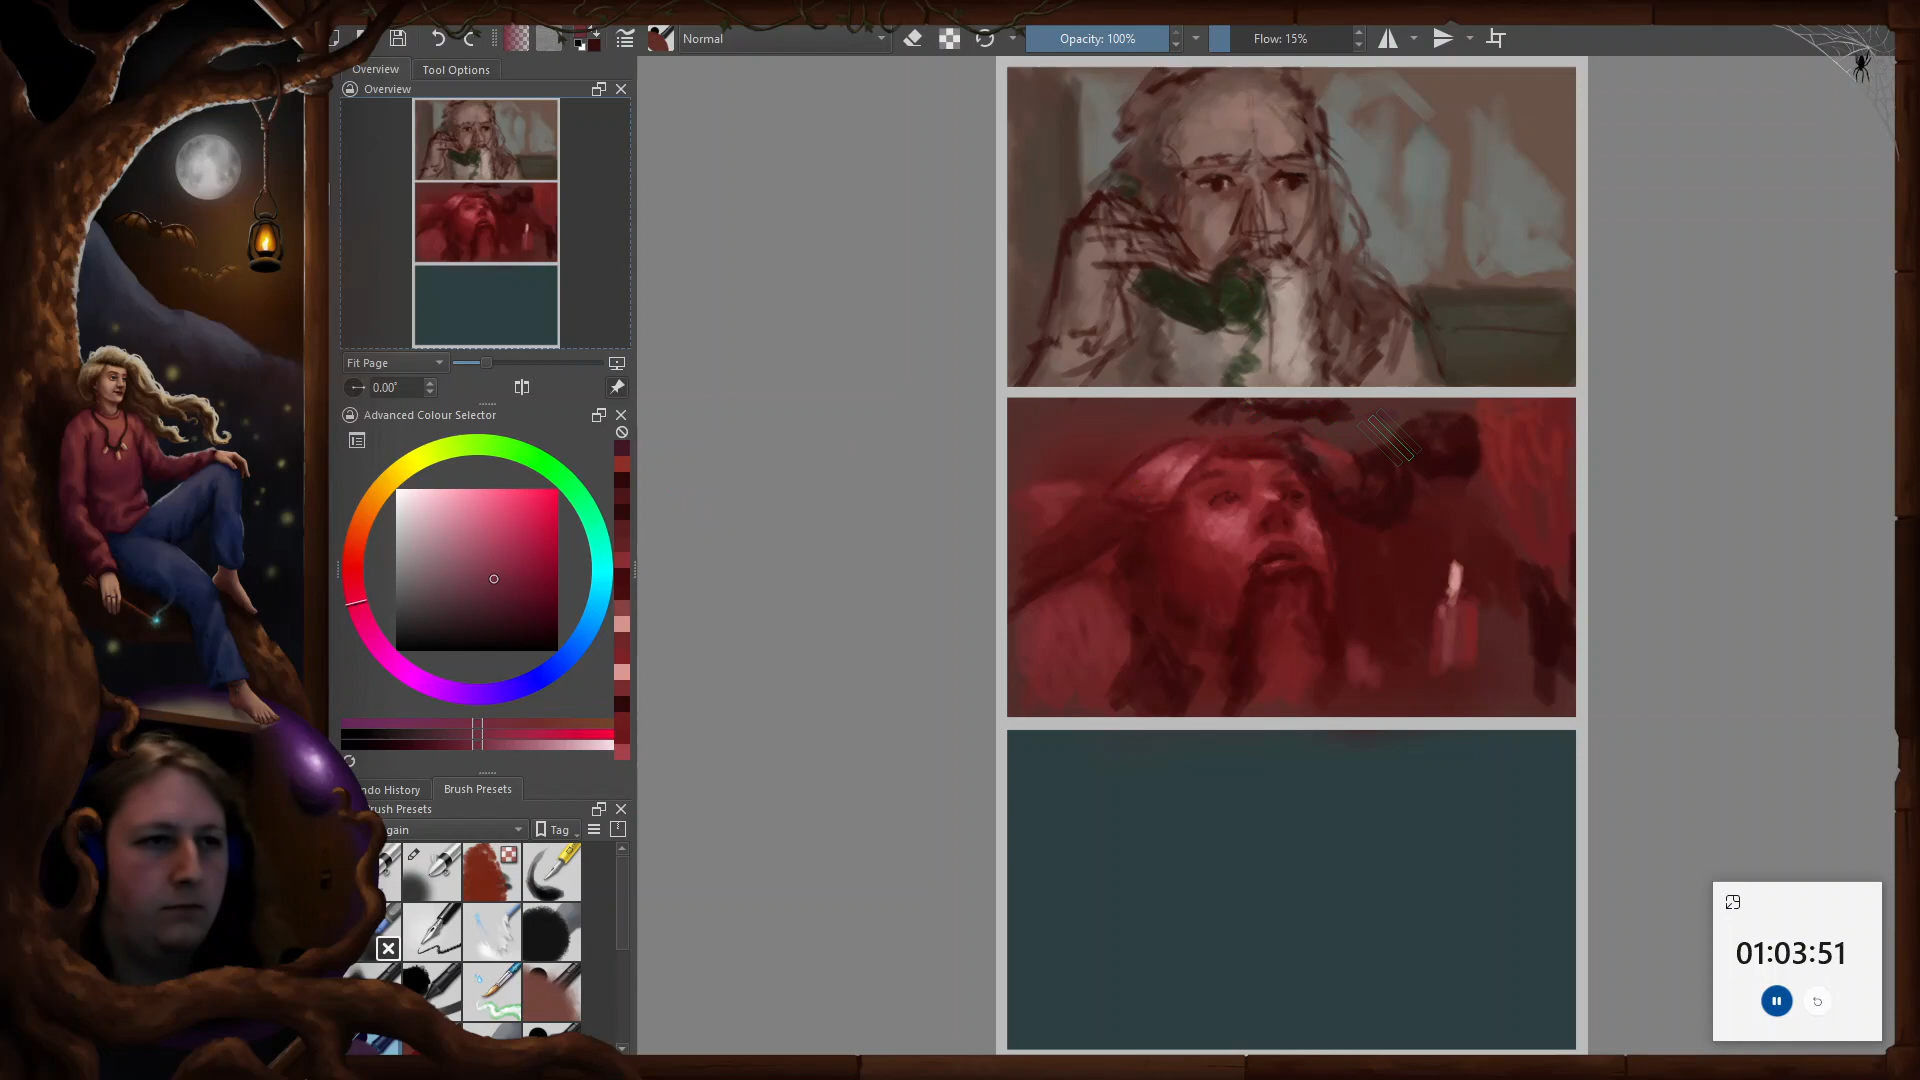 Normal
Opacity: 100%
Flow: 15%
Overview
Tool Options
Overview
Fit Page
0.00°
Advanced Colour Selector
ndo History
Brush Presets
rush Presets
gain
Tag
01:03:51